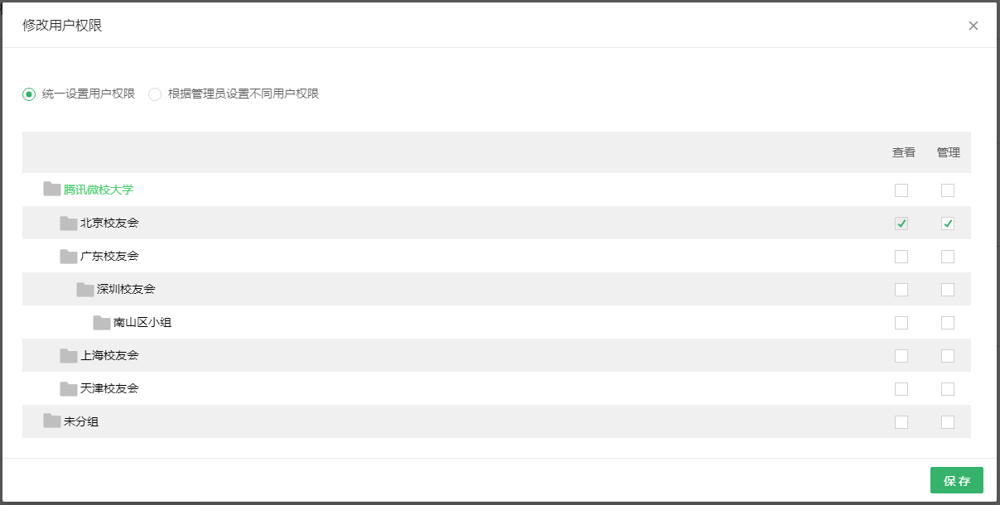 修改用户权限
统一设置用户权限 根据管理员设置不同用户权限
查看 管理
腾讯微校大学
北京校友会
广东校友会
深圳校友会
南山区小组
上海校友会
天津校友会
未分组
保存